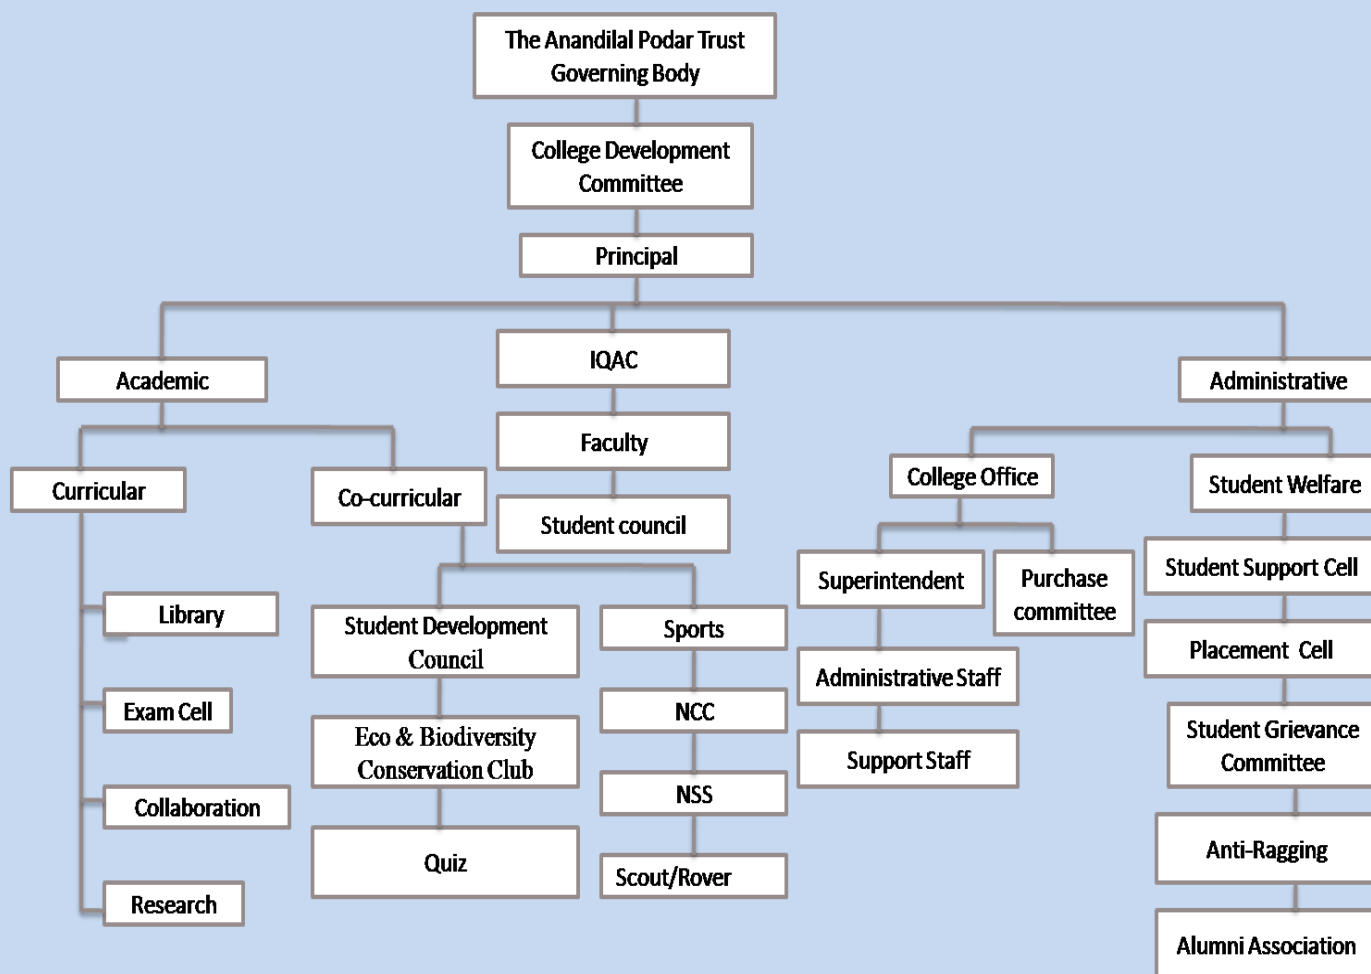 The Anandilal Podar Trust
Governing Body
College Development
Committee
Principal
Academic
IQAC
Administrative
Curricular
Co-curricular
Faculty
Student council
College Office
Student Welfare
Library
Exam Cell
Collaboration
Research
Student Development
Council
Eco & Biodiversity
Conservation Club
Quiz
Sports
NCC
NSS
Scout/Rover
Superintendent
Administrative Staff
Support Staff
Purchase
committee
Student Support Cell
Placement Cell
Student Grievance
Committee
Anti-Ragging
Alumni Association